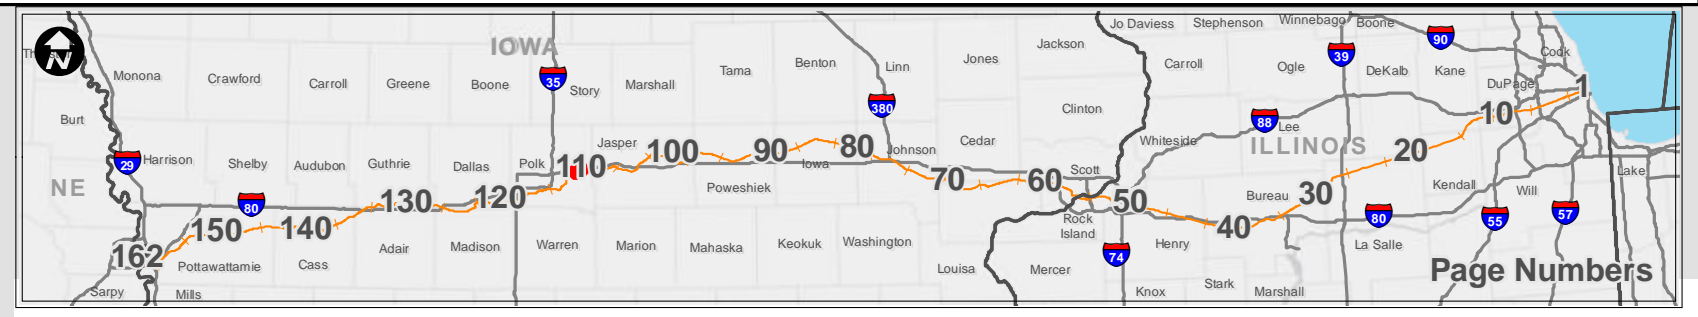 Jo Daviess Stephenson Winnebago Boone
IOWA Jackson 39 90 Cook
N
Monona Crawford Carroll Greene Boone 35 Story Marshall Tama Benton Linn Jones Carroll Ogle DeKalb Kane DuPage 1
380 Clinton 10
Burt 88 Lee
Whiteside ILLINOIS
29 Harrison Shelby Audubon Guthrie Dallas Polk 110 Jasper 100 90 Iowa 80 Johnson Cedar Scott 20 Lake
NE 80 162 150 140 130 120 Poweshiek 70 60 50 Bureau 30 Kendall Will
Rock
Island 40 80 55 57
Pottawattamie Cass Adair Madison Warren Marion Mahaska Keokuk Washington Louisa Mercer 74 Henry La Salle
Page Numbers
Sarpy Mills Knox Stark Marshall